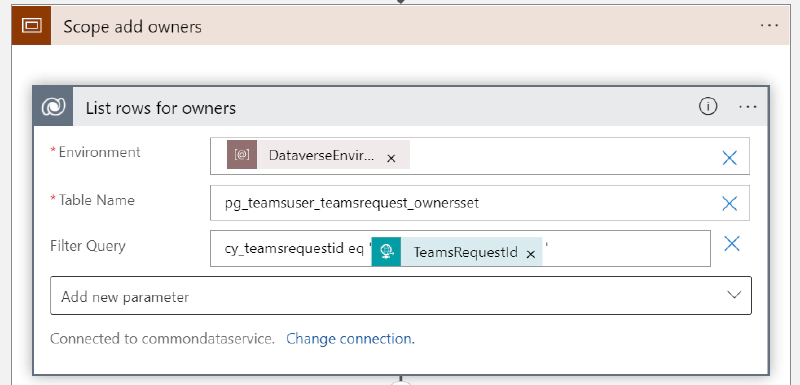 Scope add owners
List rows for owners
* Environment
[@] DataverseEnvir... ×
* Table Name
pg_teamsuser_teamsrequest_ownersset
Filter Query
cy_teamsrequestid eq ' TeamsRequestId × '
Add new parameter
Connected to commondataservice. Change connection.